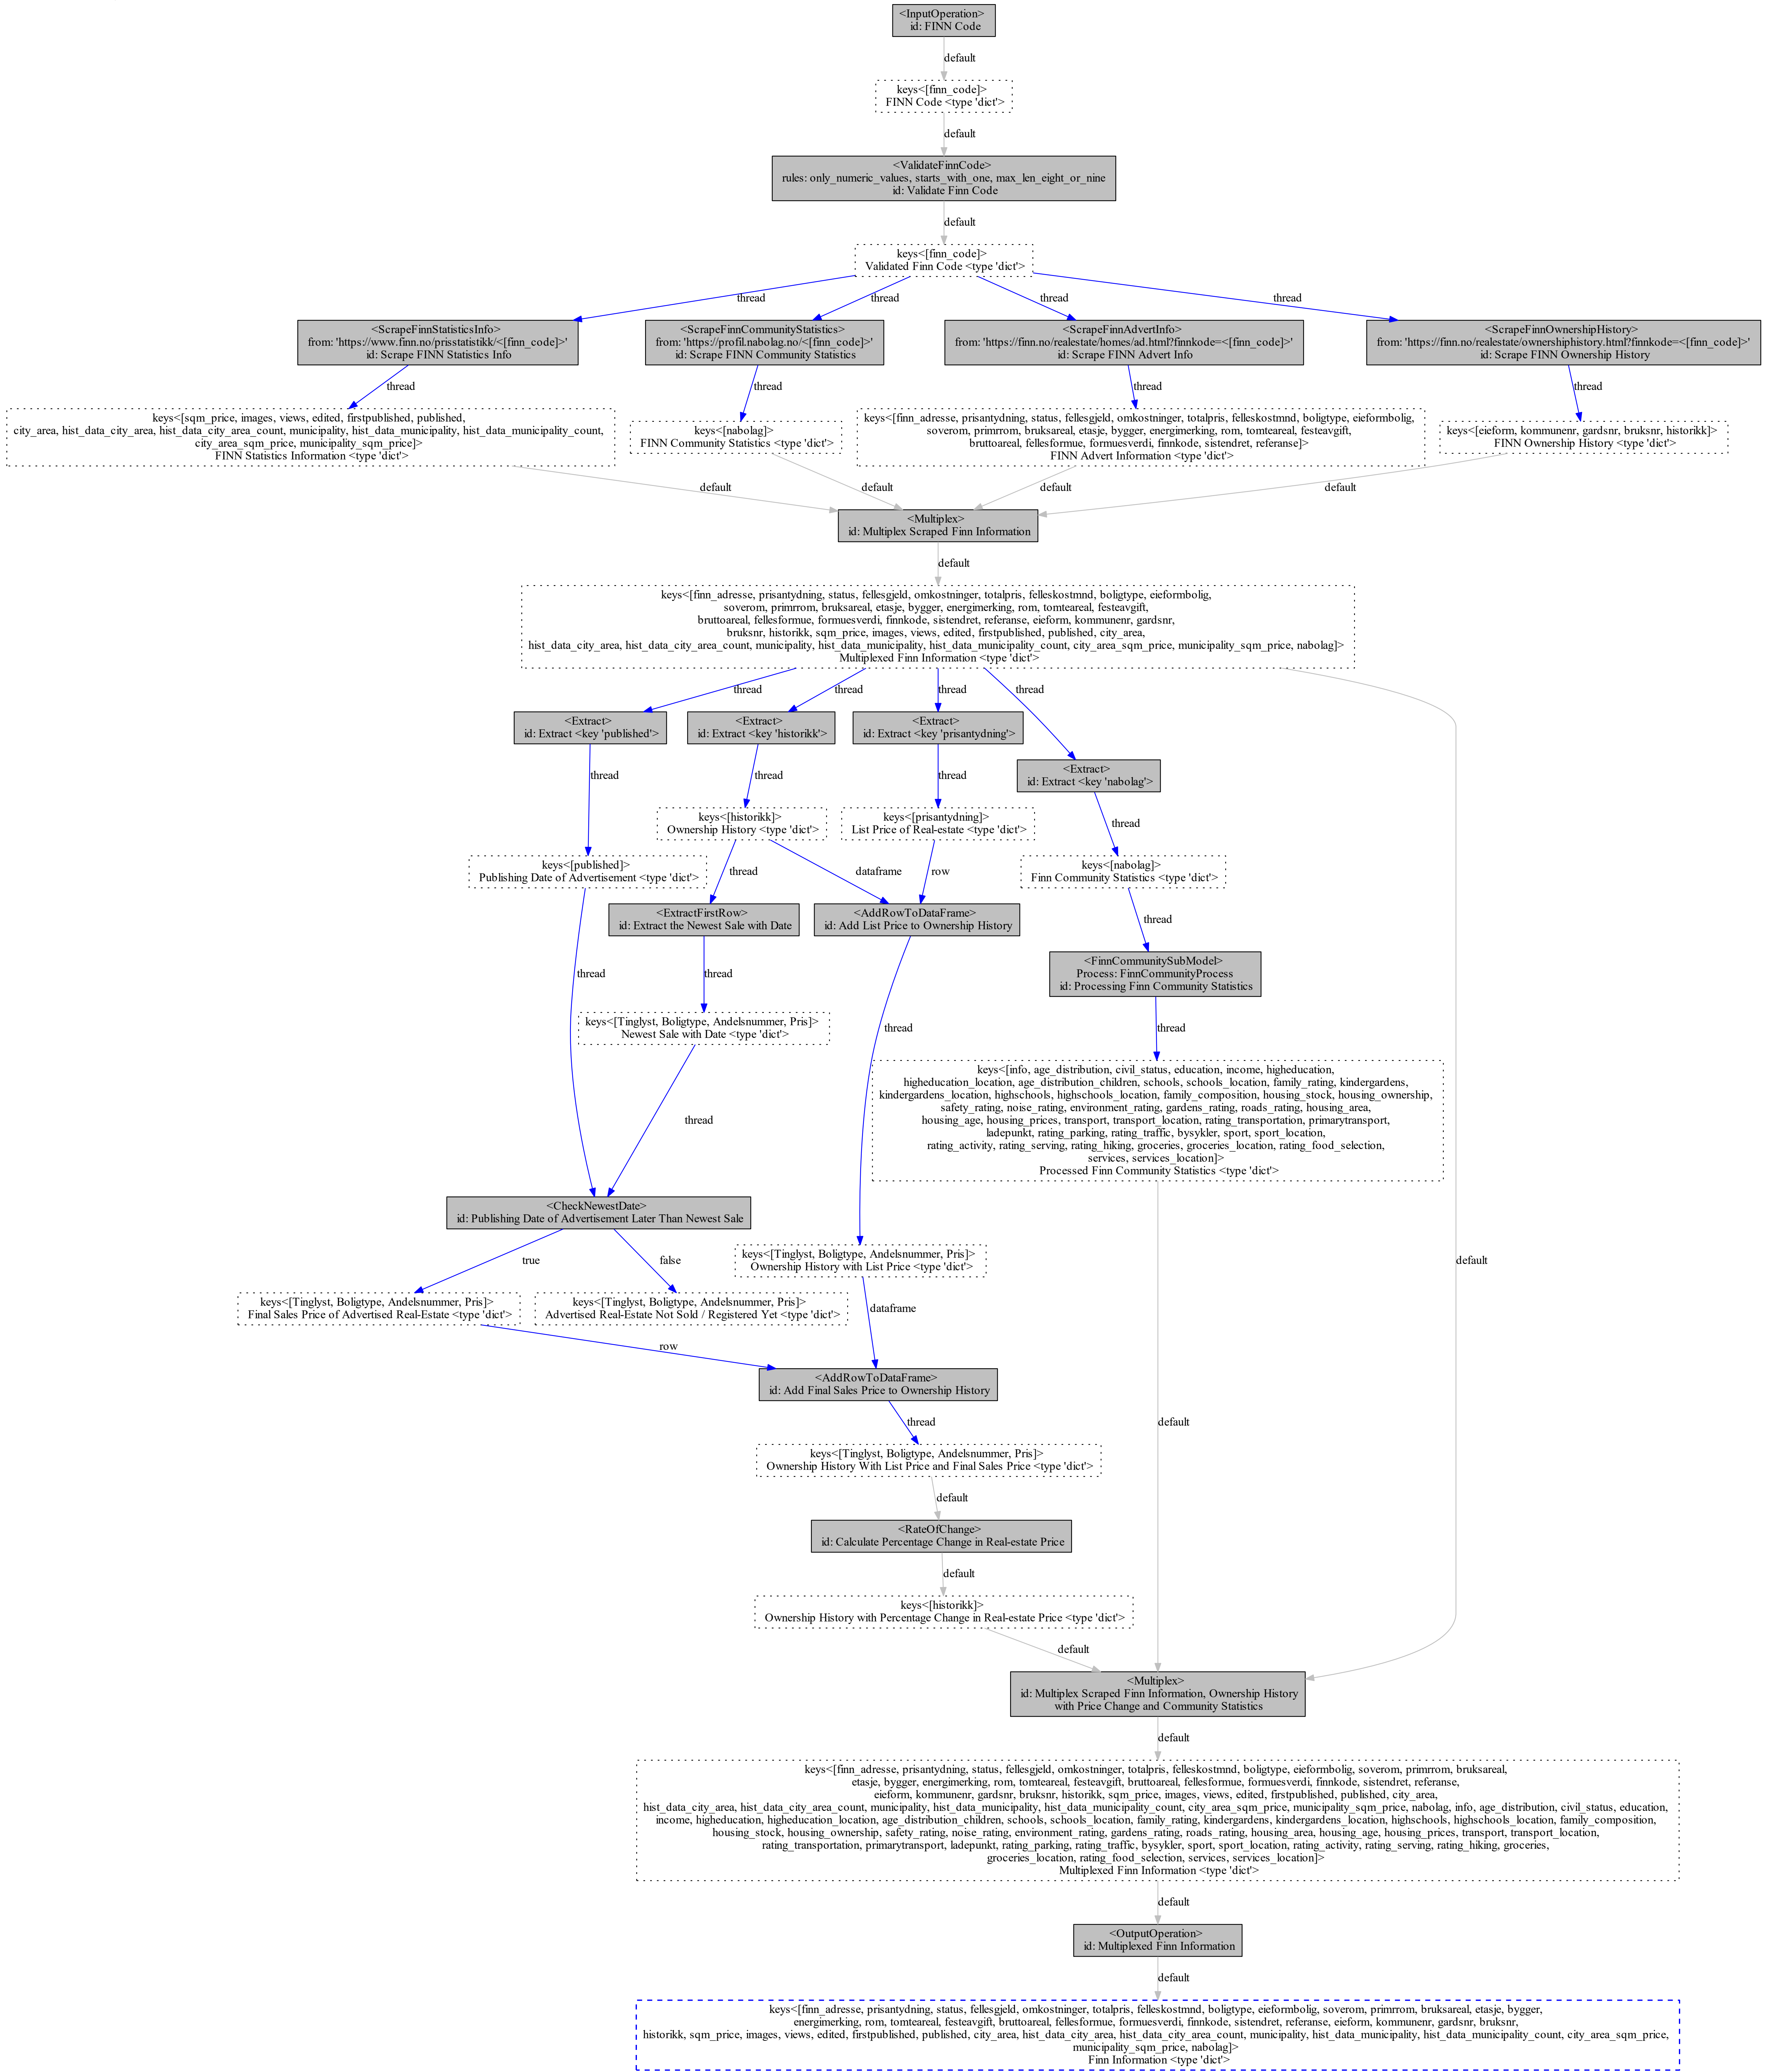 <InputOperation>
id: FINN Code
default
keys<[finn_code]>
FINN Code <type 'dict'>
default
<ValidateFinnCode>
rules: only_numeric_values, starts_with_one, max_len_eight_or_nine
id: Validate Finn Code
default
keys<[finn_code]>
Validated Finn Code <type 'dict'>
thread
thread
thread
thread
<ScrapeFinnStatisticsInfo>
from: 'https://www.finn.no/prisstatistikk/<[finn_code]>'
id: Scrape FINN Statistics Info
<ScrapeFinnCommunityStatistics>
from: 'https://profil.nabolag.no/<[finn_code]>'
id: Scrape FINN Community Statistics
<ScrapeFinnAdvertInfo>
from: 'https://finn.no/realestate/homes/ad.html?finnkode=<[finn_code]>'
id: Scrape FINN Advert Info
<ScrapeFinnOwnershipHistory>
from: 'https://finn.no/realestate/ownershiphistory.html?finnkode=<[finn_code]>'
id: Scrape FINN Ownership History
thread
thread
thread
thread
keys<[sqm_price, images, views, edited, firstpublished, published,
city_area, hist_data_city_area, hist_data_city_area_count, municipality, hist_data_municipality, hist_data_municipality_count,
city_area_sqm_price, municipality_sqm_price]>
FINN Statistics Information <type 'dict'>
keys<[nabolag]>
FINN Community Statistics <type 'dict'>
keys<[finn_adresse, prisantydning, status, fellesgjeld, omkostninger, totalpris, felleskostmnd, boligtype, eieformbolig,
soverom, primrrom, bruksareal, etasje, bygger, energimerking, rom, tomteareal, festeavgift,
bruttoareal, fellesformue, formuesverdi, finnkode, sistendret, referanse]>
FINN Advert Information <type 'dict'>
keys<[eieform, kommunenr, gardsnr, bruksnr, historikk]>
FINN Ownership History <type 'dict'>
default
default
default
default
<Multiplex>
id: Multiplex Scraped Finn Information
default
keys<[finn_adresse, prisantydning, status, fellesgjeld, omkostninger, totalpris, felleskostmnd, boligtype, eieformbolig,
soverom, primrrom, bruksareal, etasje, bygger, energimerking, rom, tomteareal, festeavgift,
bruttoareal, fellesformue, formuesverdi, finnkode, sistendret, referanse, eieform, kommunenr, gardsnr,
bruksnr, historikk, sqm_price, images, views, edited, firstpublished, published, city_area,
hist_data_city_area, hist_data_city_area_count, municipality, hist_data_municipality, hist_data_municipality_count, city_area_sqm_price, municipality_sqm_price, nabolag]>
Multiplexed Finn Information <type 'dict'>
thread
thread
thread
thread
<Extract>
id: Extract <key 'published'>
<Extract>
id: Extract <key 'historikk'>
<Extract>
id: Extract <key 'prisantydning'>
<Extract>
id: Extract <key 'nabolag'>
thread
thread
thread
thread
keys<[historikk]>
Ownership History <type 'dict'>
keys<[prisantydning]>
List Price of Real-estate <type 'dict'>
keys<[published]>
Publishing Date of Advertisement <type 'dict'>
keys<[nabolag]>
Finn Community Statistics <type 'dict'>
thread
dataframe
row
thread
<ExtractFirstRow>
id: Extract the Newest Sale with Date
<AddRowToDataFrame>
id: Add List Price to Ownership History
<FinnCommunitySubModel>
Process: FinnCommunityProcess
id: Processing Finn Community Statistics
thread
thread
thread
thread
keys<[Tinglyst, Boligtype, Andelsnummer, Pris]>
Newest Sale with Date <type 'dict'>
keys<[info, age_distribution, civil_status, education, income, higheducation,
higheducation_location, age_distribution_children, schools, schools_location, family_rating, kindergardens,
kindergardens_location, highschools, highschools_location, family_composition, housing_stock, housing_ownership,
safety_rating, noise_rating, environment_rating, gardens_rating, roads_rating, housing_area,
housing_age, housing_prices, transport, transport_location, rating_transportation, primarytransport,
ladepunkt, rating_parking, rating_traffic, bysykler, sport, sport_location,
rating_activity, rating_serving, rating_hiking, groceries, groceries_location, rating_food_selection,
services, services_location]>
Processed Finn Community Statistics <type 'dict'>
thread
<CheckNewestDate>
id: Publishing Date of Advertisement Later Than Newest Sale
true
false
keys<[Tinglyst, Boligtype, Andelsnummer, Pris]>
Ownership History with List Price <type 'dict'>
default
keys<[Tinglyst, Boligtype, Andelsnummer, Pris]>
Final Sales Price of Advertised Real-Estate <type 'dict'>
keys<[Tinglyst, Boligtype, Andelsnummer, Pris]>
Advertised Real-Estate Not Sold / Registered Yet <type 'dict'>
dataframe
row
<AddRowToDataFrame>
id: Add Final Sales Price to Ownership History
thread
default
keys<[Tinglyst, Boligtype, Andelsnummer, Pris]>
Ownership History With List Price and Final Sales Price <type 'dict'>
default
<RateOfChange>
id: Calculate Percentage Change in Real-estate Price
default
keys<[historikk]>
Ownership History with Percentage Change in Real-estate Price <type 'dict'>
default
<Multiplex>
id: Multiplex Scraped Finn Information, Ownership History
with Price Change and Community Statistics
default
keys<[finn_adresse, prisantydning, status, fellesgjeld, omkostninger, totalpris, felleskostmnd, boligtype, eieformbolig, soverom, primrrom, bruksareal,
etasje, bygger, energimerking, rom, tomteareal, festeavgift, bruttoareal, fellesformue, formuesverdi, finnkode, sistendret, referanse,
eieform, kommunenr, gardsnr, bruksnr, historikk, sqm_price, images, views, edited, firstpublished, published, city_area,
hist_data_city_area, hist_data_city_area_count, municipality, hist_data_municipality, hist_data_municipality_count, city_area_sqm_price, municipality_sqm_price, nabolag, info, age_distribution, civil_status, education,
income, higheducation, higheducation_location, age_distribution_children, schools, schools_location, family_rating, kindergardens, kindergardens_location, highschools, highschools_location, family_composition,
housing_stock, housing_ownership, safety_rating, noise_rating, environment_rating, gardens_rating, roads_rating, housing_area, housing_age, housing_prices, transport, transport_location,
rating_transportation, primarytransport, ladepunkt, rating_parking, rating_traffic, bysykler, sport, sport_location, rating_activity, rating_serving, rating_hiking, groceries,
groceries_location, rating_food_selection, services, services_location]>
Multiplexed Finn Information <type 'dict'>
default
<OutputOperation>
id: Multiplexed Finn Information
default
keys<[finn_adresse, prisantydning, status, fellesgjeld, omkostninger, totalpris, felleskostmnd, boligtype, eieformbolig, soverom, primrrom, bruksareal, etasje, bygger,
energimerking, rom, tomteareal, festeavgift, bruttoareal, fellesformue, formuesverdi, finnkode, sistendret, referanse, eieform, kommunenr, gardsnr, bruksnr,
historikk, sqm_price, images, views, edited, firstpublished, published, city_area, hist_data_city_area, hist_data_city_area_count, municipality, hist_data_municipality, hist_data_municipality_count, city_area_sqm_price,
municipality_sqm_price, nabolag]>
Finn Information <type 'dict'>